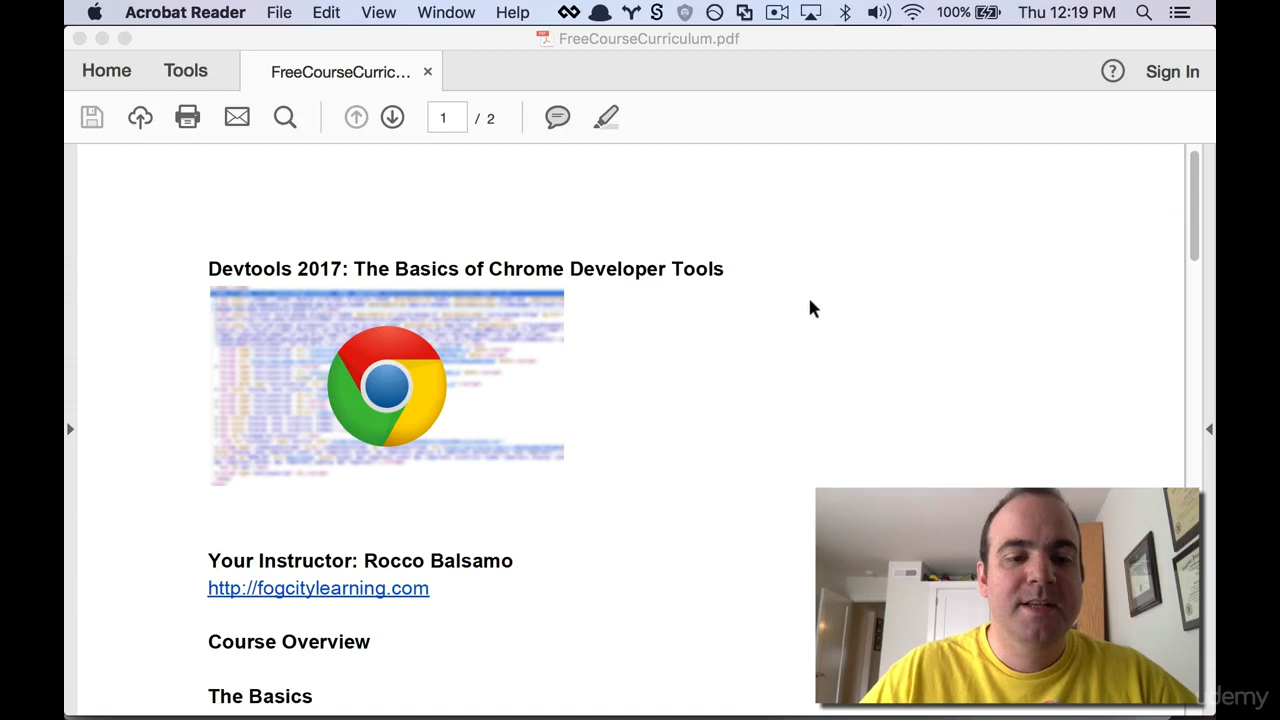 Acrobat Reader File Edit View Window Help 100% Thu 12:19 PM
FreeCourseCurriculum.pdf
Home Tools FreeCourseCurric... × ? Sign In
1 / 2
Devtools 2017: The Basics of Chrome Developer Tools
Your Instructor: Rocco Balsamo
http://fogcitylearning.com
Course Overview
The Basics
udemy